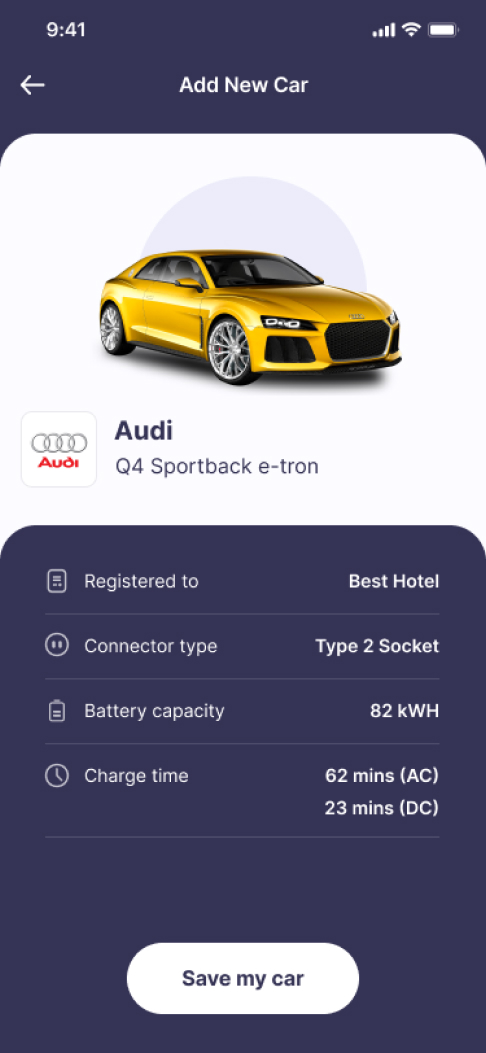 9:41
Add New Car
Audi
Audi
Q4 Sportback e-tron
Registered to Best Hotel
Connector type Type 2 Socket
Battery capacity 82 kWH
Charge time 62 mins (AC)
23 mins (DC)
Save my car